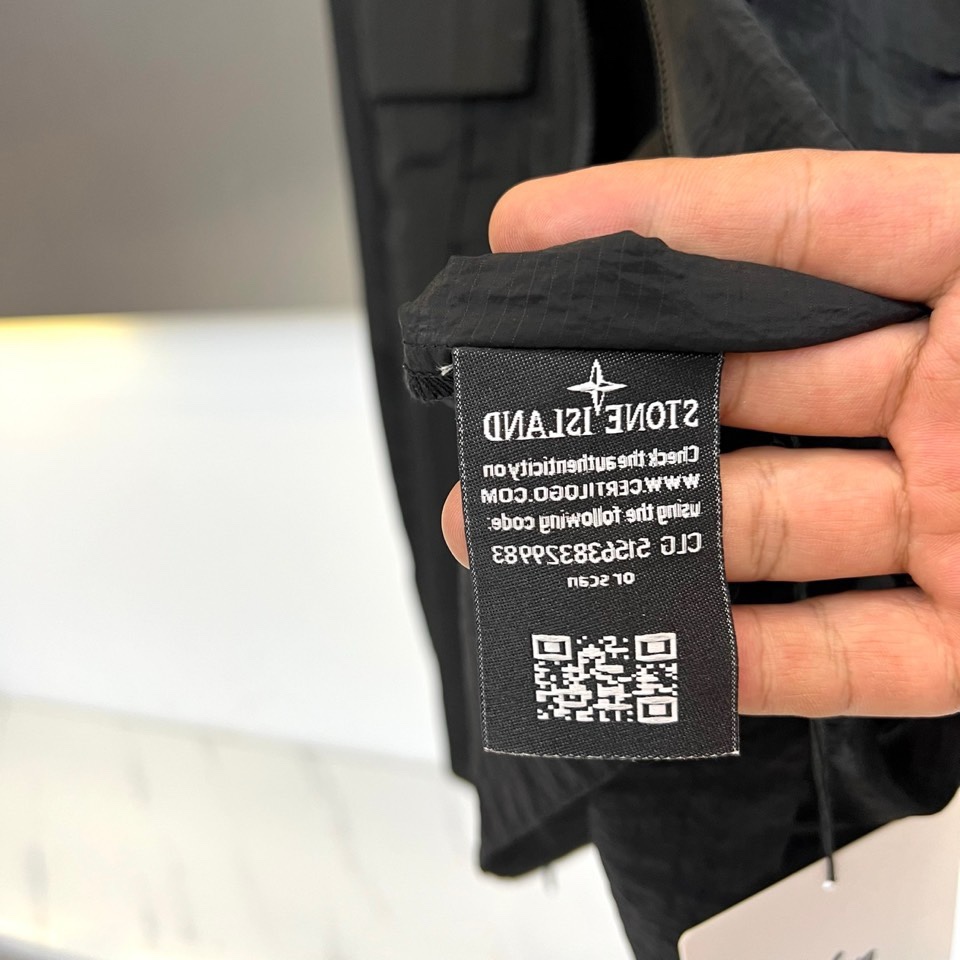 STONE ISLAND
Check the authenticity on
WWW.CERTILOGO.COM
using the following code:
CLG 515638329983
or scan